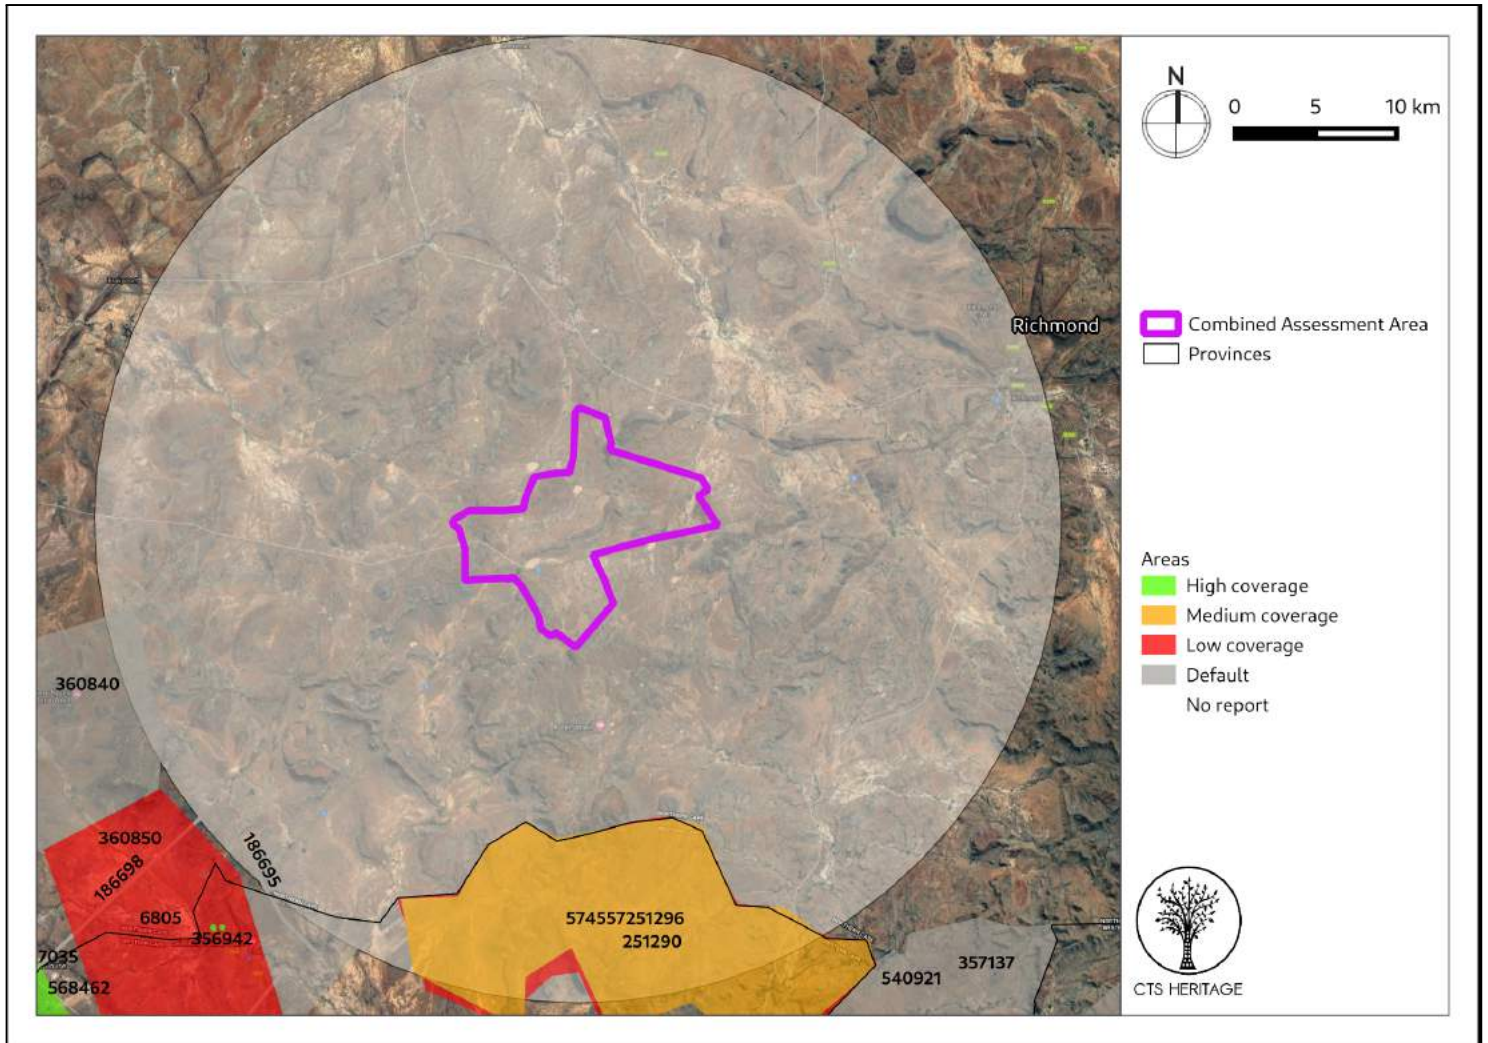 N
0 5 10 km
Richmond
Combined Assessment Area
Provinces
Areas
High coverage
Medium coverage
Low coverage
Default
No report
360840
360850
186698
186695
6805
356942
7035
568462
574557251296
251290
540921
357137
CTS HERITAGE